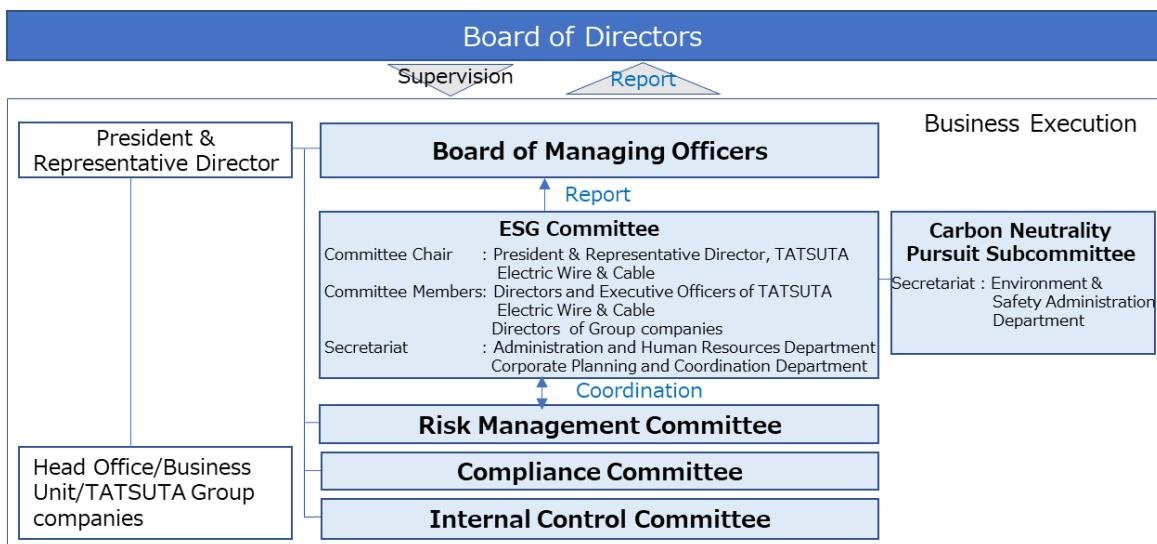 Board of Directors
Supervision
Report
Business Execution
President &
Representative Director
Board of Managing Officers
Report
ESG Committee
Committee Chair : President & Representative Director, TATSUTA
Electric Wire & Cable
Committee Members: Directors and Executive Officers of TATSUTA
Electric Wire & Cable
Directors of Group companies
Secretariat : Administration and Human Resources Department
Corporate Planning and Coordination Department
Carbon Neutrality
Pursuit Subcommittee
Secretariat : Environment &
Safety Administration
Department
Coordination
Risk Management Committee
Compliance Committee
Internal Control Committee
Head Office/Business
Unit/TATSUTA Group
companies